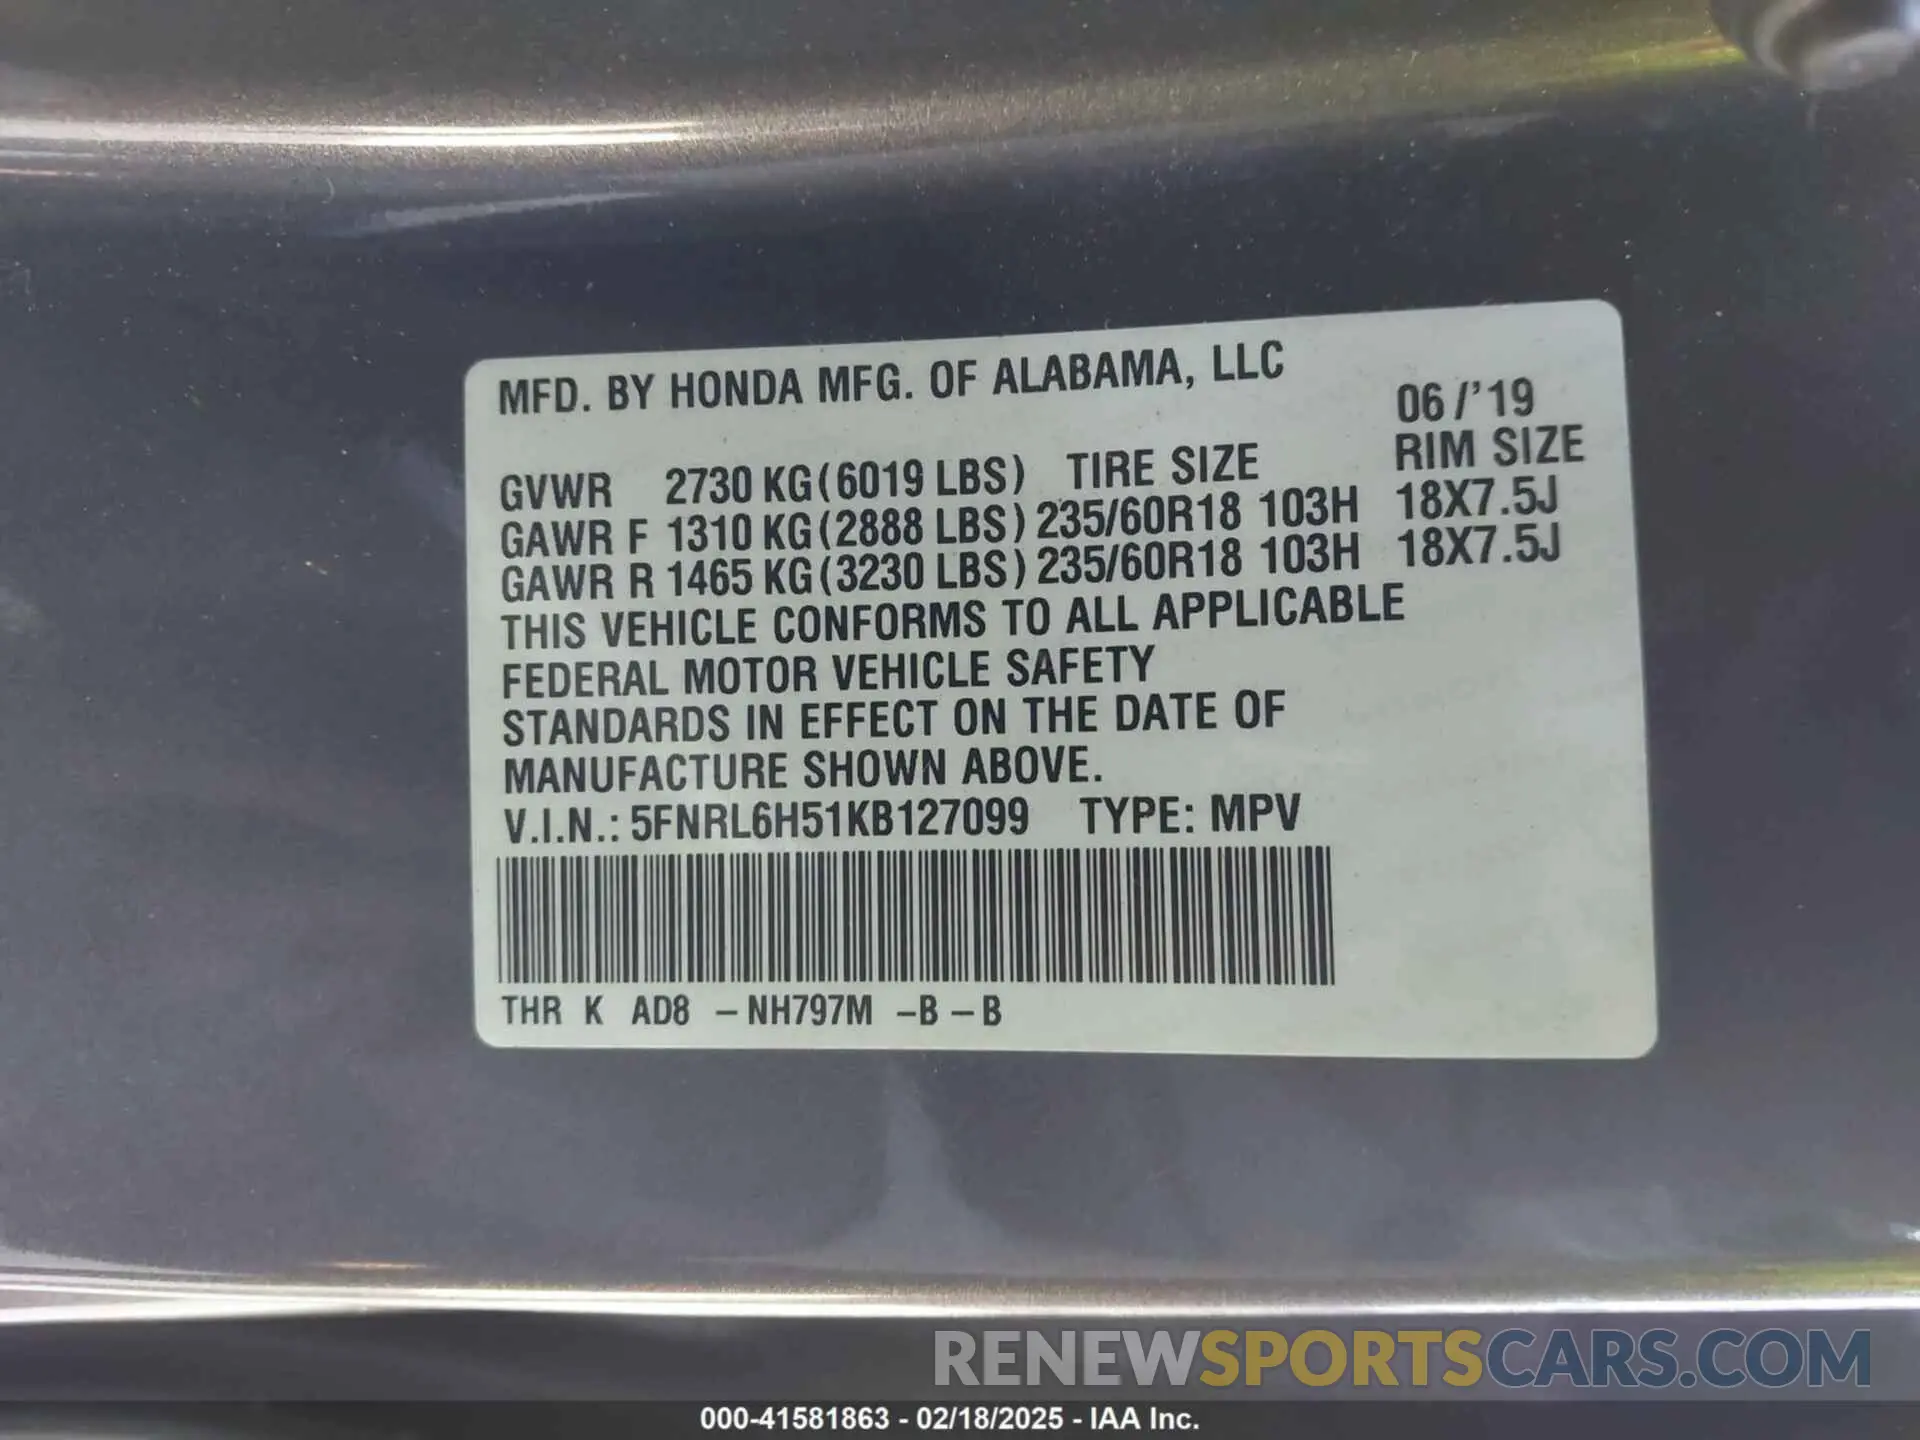 MFD. BY HONDA MFG. OF ALABAMA, LLC
06/'19
GVWR 2730 KG (6019 LBS) TIRE SIZE RIM SIZE
GAWR F 1310 KG (2888 LBS) 235/60R18 103H 18X7.5J
GAWR R 1465 KG (3230 LBS) 235/60R18 103H 18X7.5J
THIS VEHICLE CONFORMS TO ALL APPLICABLE
FEDERAL MOTOR VEHICLE SAFETY
STANDARDS IN EFFECT ON THE DATE OF
MANUFACTURE SHOWN ABOVE.
V.I.N.: 5FNRL6H51KB127099 TYPE: MPV
THR K AD8 – NH797M –B – B
RENEWSPORTSCARS.COM
000-41581863 - 02/18/2025 - IAA Inc.